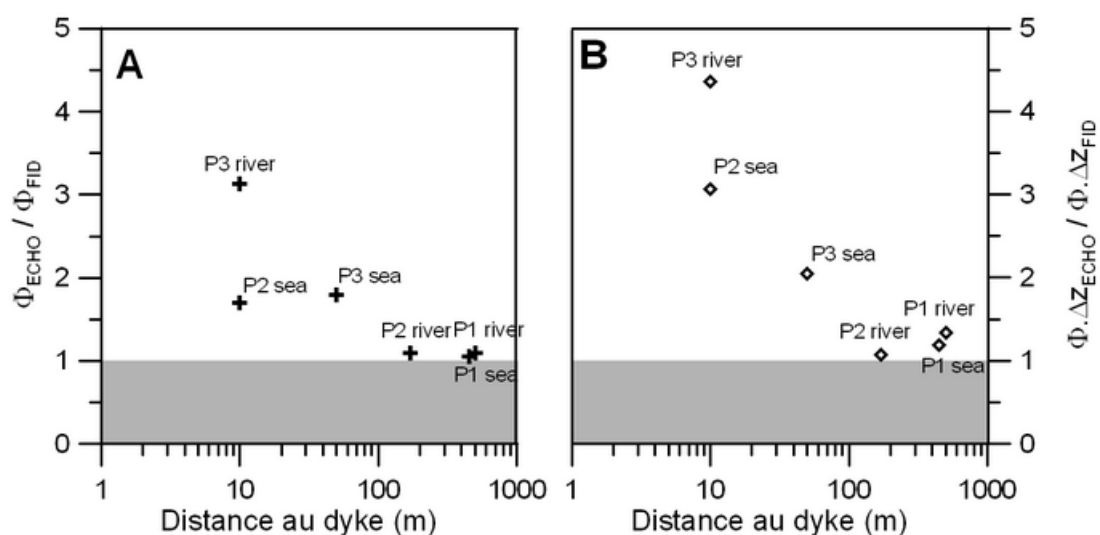 A
5
4
3
2
1
0
Φ_ECHO / Φ_FID
P3 river
P2 sea
P3 sea
P2 river
P1 river
P1 sea
1
10
100
1000
Distance au dyke (m)
B
P3 river
P2 sea
P3 sea
P1 river
P2 river
P1 sea
5
4
3
2
1
0
Φ.Δz_ECHO / Φ.Δz_FID
1
10
100
1000
Distance au dyke (m)